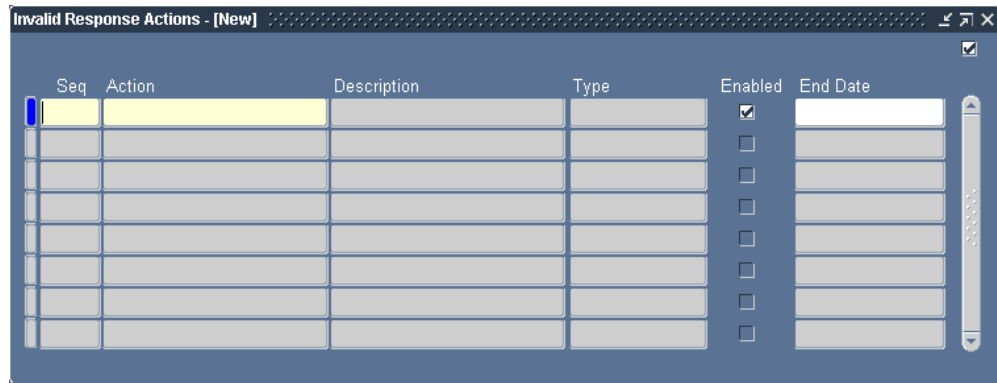 Invalid Response Actions - [New]
Seq Action Description Type Enabled End Date